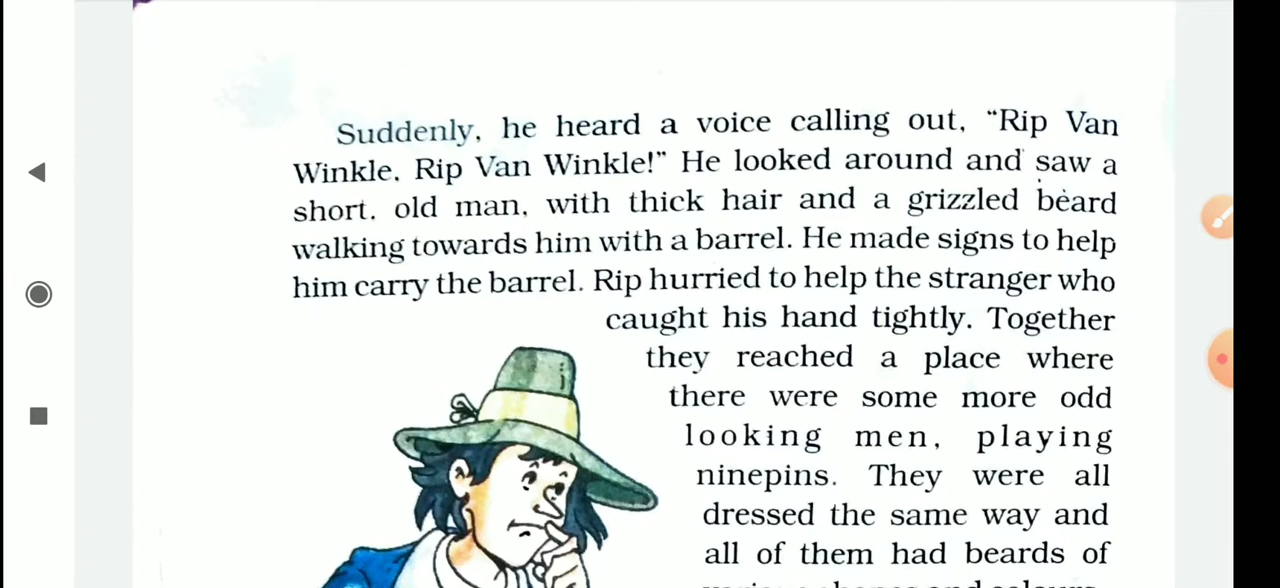 Suddenly, he heard a voice calling out, “Rip Van
Winkle, Rip Van Winkle!” He looked around and saw a
short, old man, with thick hair and a grizzled beard
walking towards him with a barrel. He made signs to help
him carry the barrel. Rip hurried to help the stranger who
caught his hand tightly. Together
they reached a place where
there were some more odd
looking men, playing
ninepins. They were all
dressed the same way and
all of them had beards of